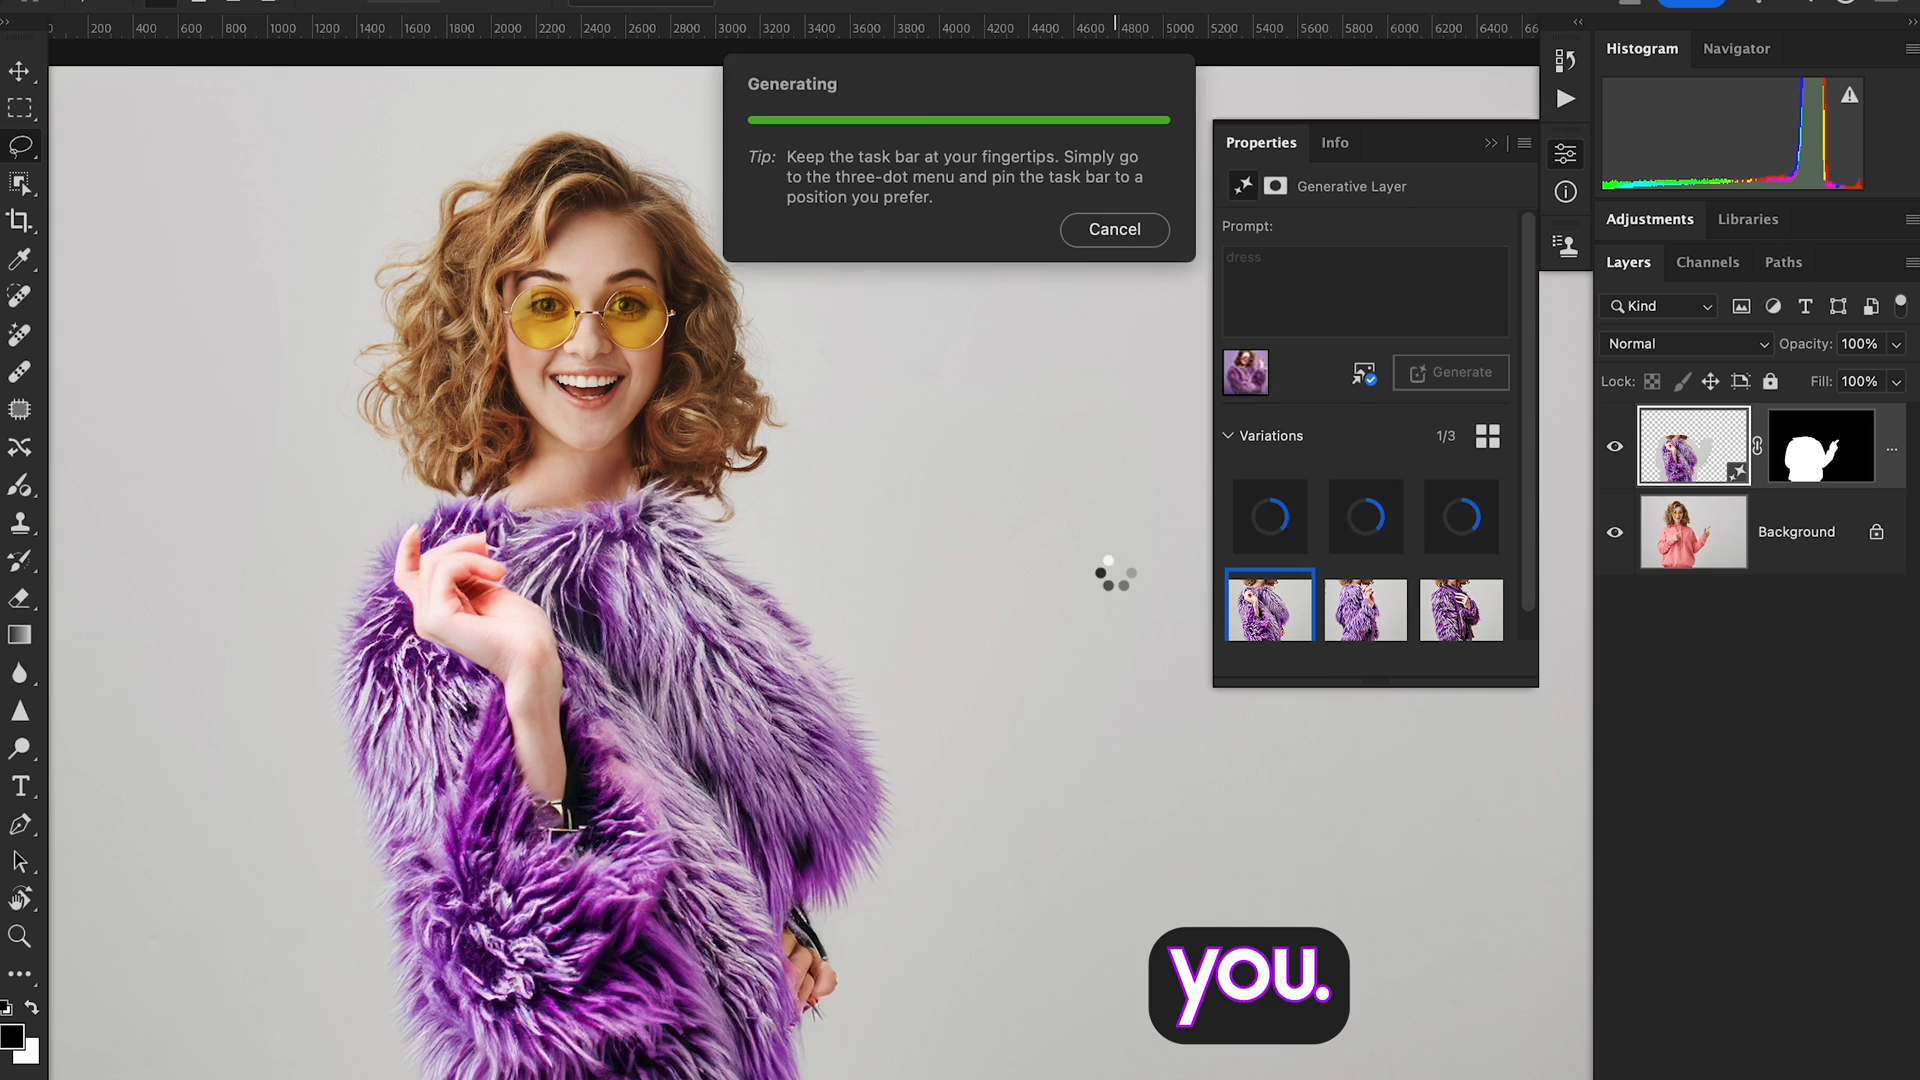 200 400 600 800 1000 1200 1400 1600 1800 2000 2200 2400 2600 2800 3000 3200 3400 3600 3800 4000 4200 4400 4600 4800 5000 5200 5400 5600 5800 6000 6200 6400
Histogram Navigator
Generating
Tip: Keep the task bar at your fingertips. Simply go
to the three-dot menu and pin the task bar to a
position you prefer.
Cancel
Properties Info
Generative Layer
Prompt:
dress
Generate
Variations 1/3
Adjustments Libraries
Layers Channels Paths
Kind
Normal Opacity: 100%
Lock: Fill: 100%
Background
you.